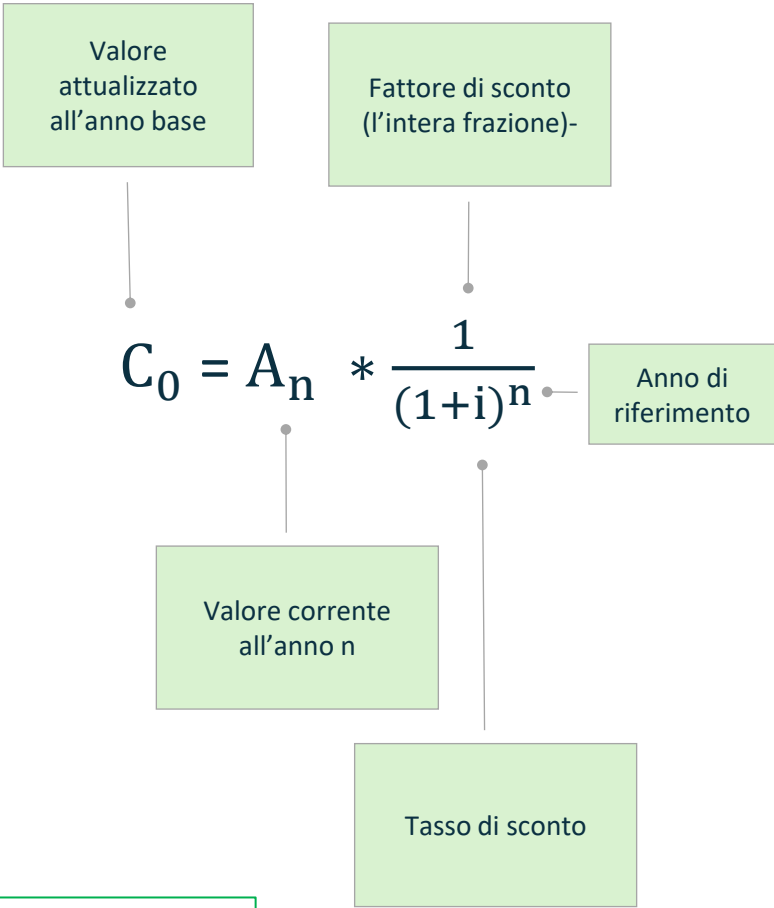 Valore
attualizzato
all’anno base
Fattore di sconto
(l’intera frazione)-
C₀ = Aₙ * 1/(1+i)ⁿ
Anno di
riferimento
Valore corrente
all’anno n
Tasso di sconto